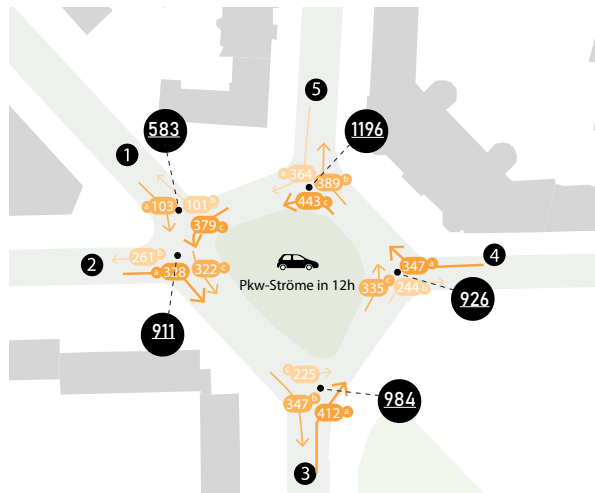 5
583
1196
1
a 364
389 b
a 103
101 b
443 c
379 c
4
261 b
347 a
2
a 328
322 c
Pkw-Ströme in 12h
335 c
244 b
926
911
c 225
984
347 b
412 a
3